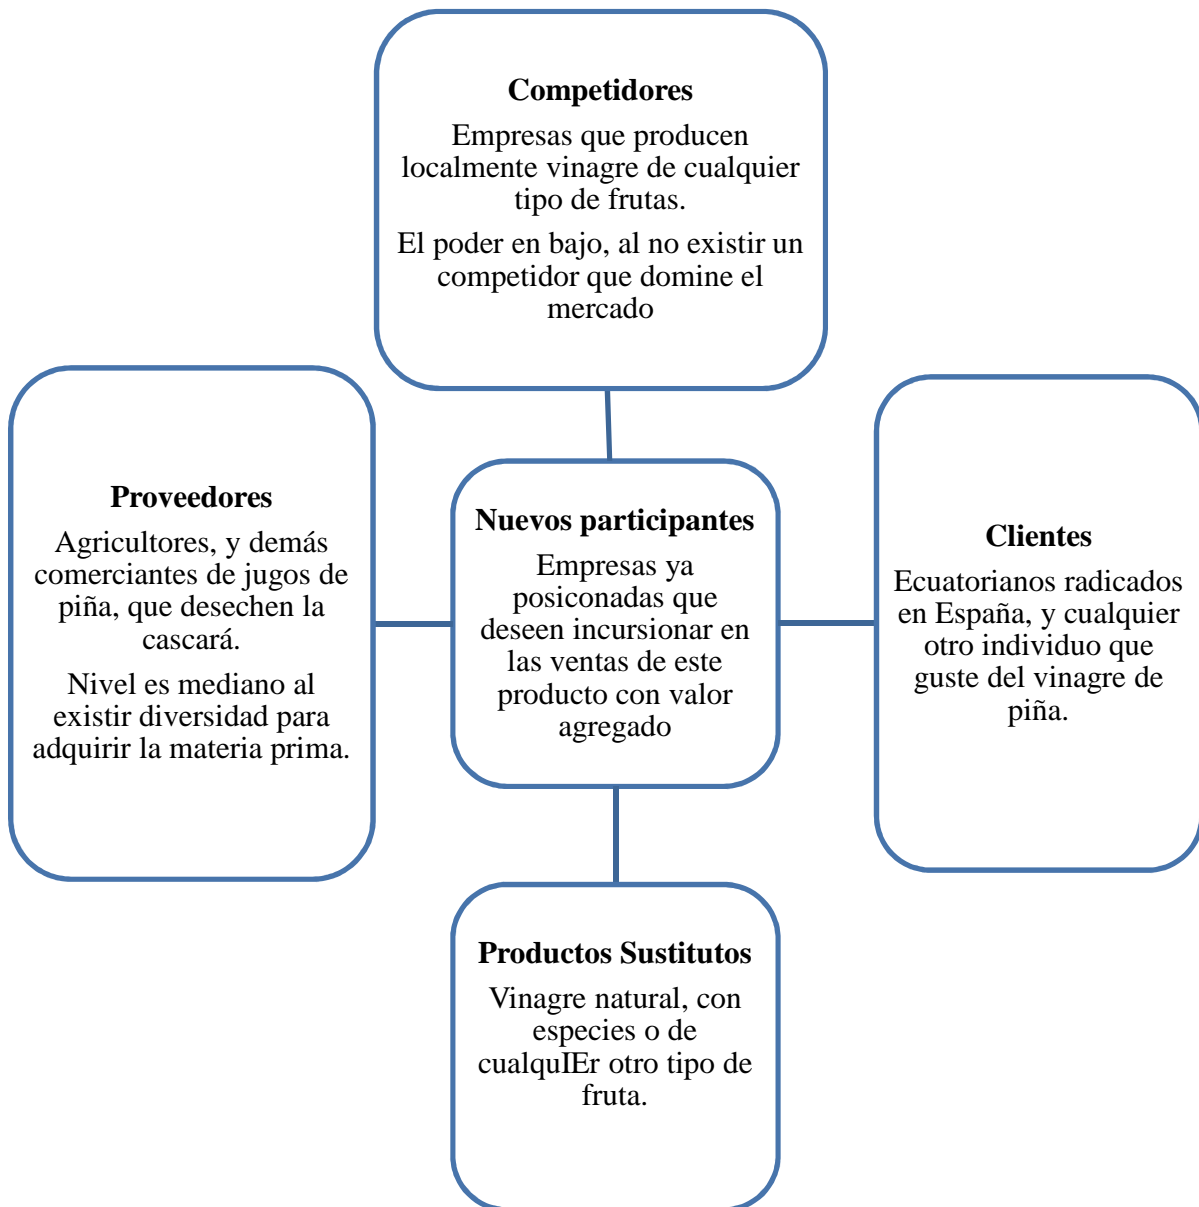 Competidores
Empresas que producen
localmente vinagre de cualquier
tipo de frutas.
El poder en bajo, al no existir un
competidor que domine el
mercado
Proveedores
Agricultores, y demás
comerciantes de jugos de
piña, que desechen la
cascará.
Nivel es mediano al
existir diversidad para
adquirir la materia prima.
Nuevos participantes
Empresas ya
posiconadas que
deseen incursionar en
las ventas de este
producto con valor
agregado
Clientes
Ecuatorianos radicados
en España, y cualquier
otro individuo que
guste del vinagre de
piña.
Productos Sustitutos
Vinagre natural, con
especies o de
cualquIEr otro tipo de
fruta.